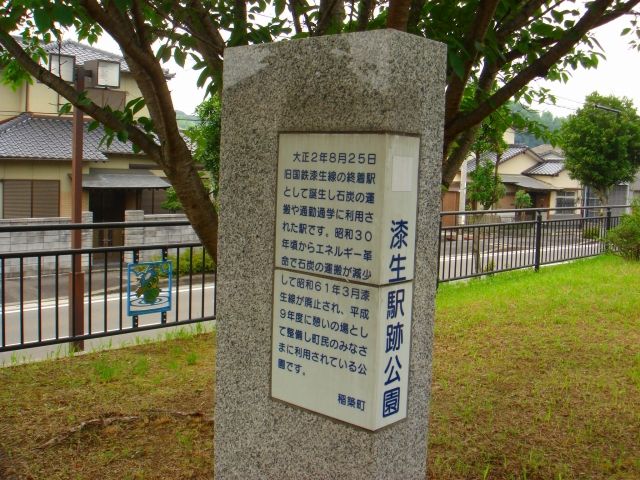 大正2年8月25日
旧国鉄漆生線の終着駅
として誕生し石炭の運
搬や通勤通学に利用さ
れた駅です。昭和30
年頃からエネルギー革
命で石炭の運搬が減少
して昭和61年3月漆
生線が廃止され、平成
9年度に憩いの場とし
て整備し町民のみなさ
まに利用されている公
園です。
稲築町
漆生駅跡公園